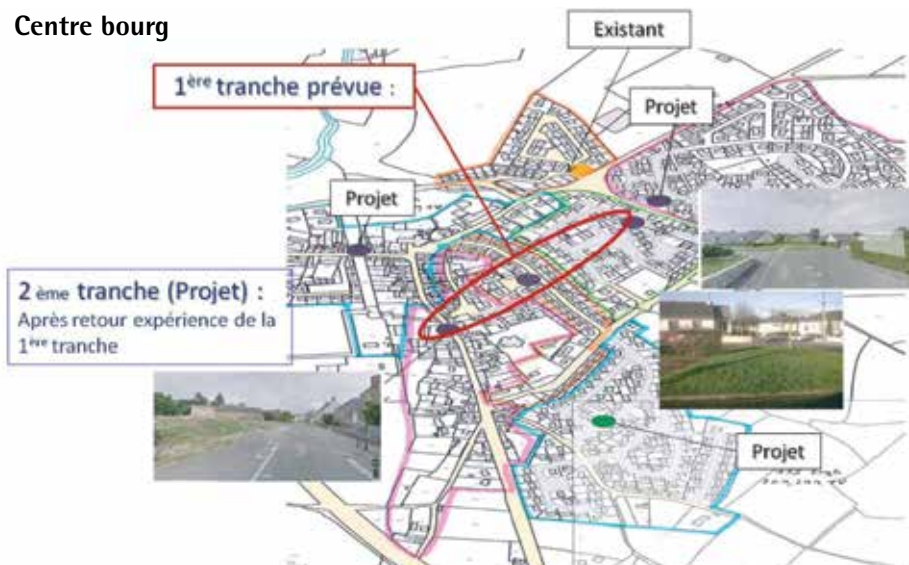 Centre bourg
Existant
1ère tranche prévue :
Projet
Projet
2 ème tranche (Projet) :
Après retour expérience de la
1ère tranche
Projet